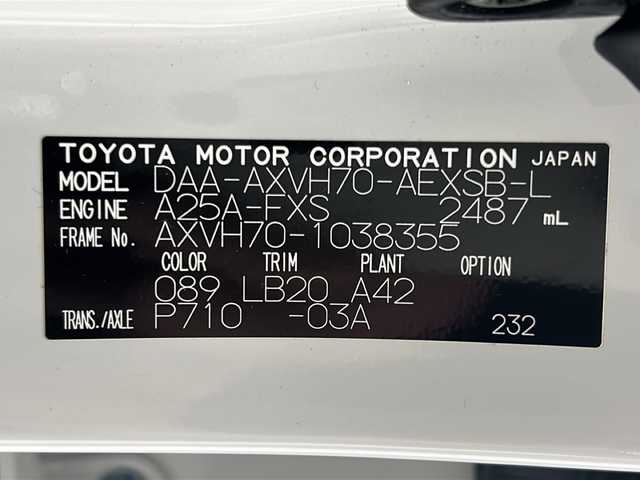 TOYOTA MOTOR CORPORATION JAPAN
MODEL DAA-AXVH70-AEXSB-L
ENGINE A25A-FXS 2487 mL
FRAME No. AXVH70-1038355
COLOR TRIM PLANT OPTION
089 LB20 A42
TRANS./AXLE P710 -03A 232